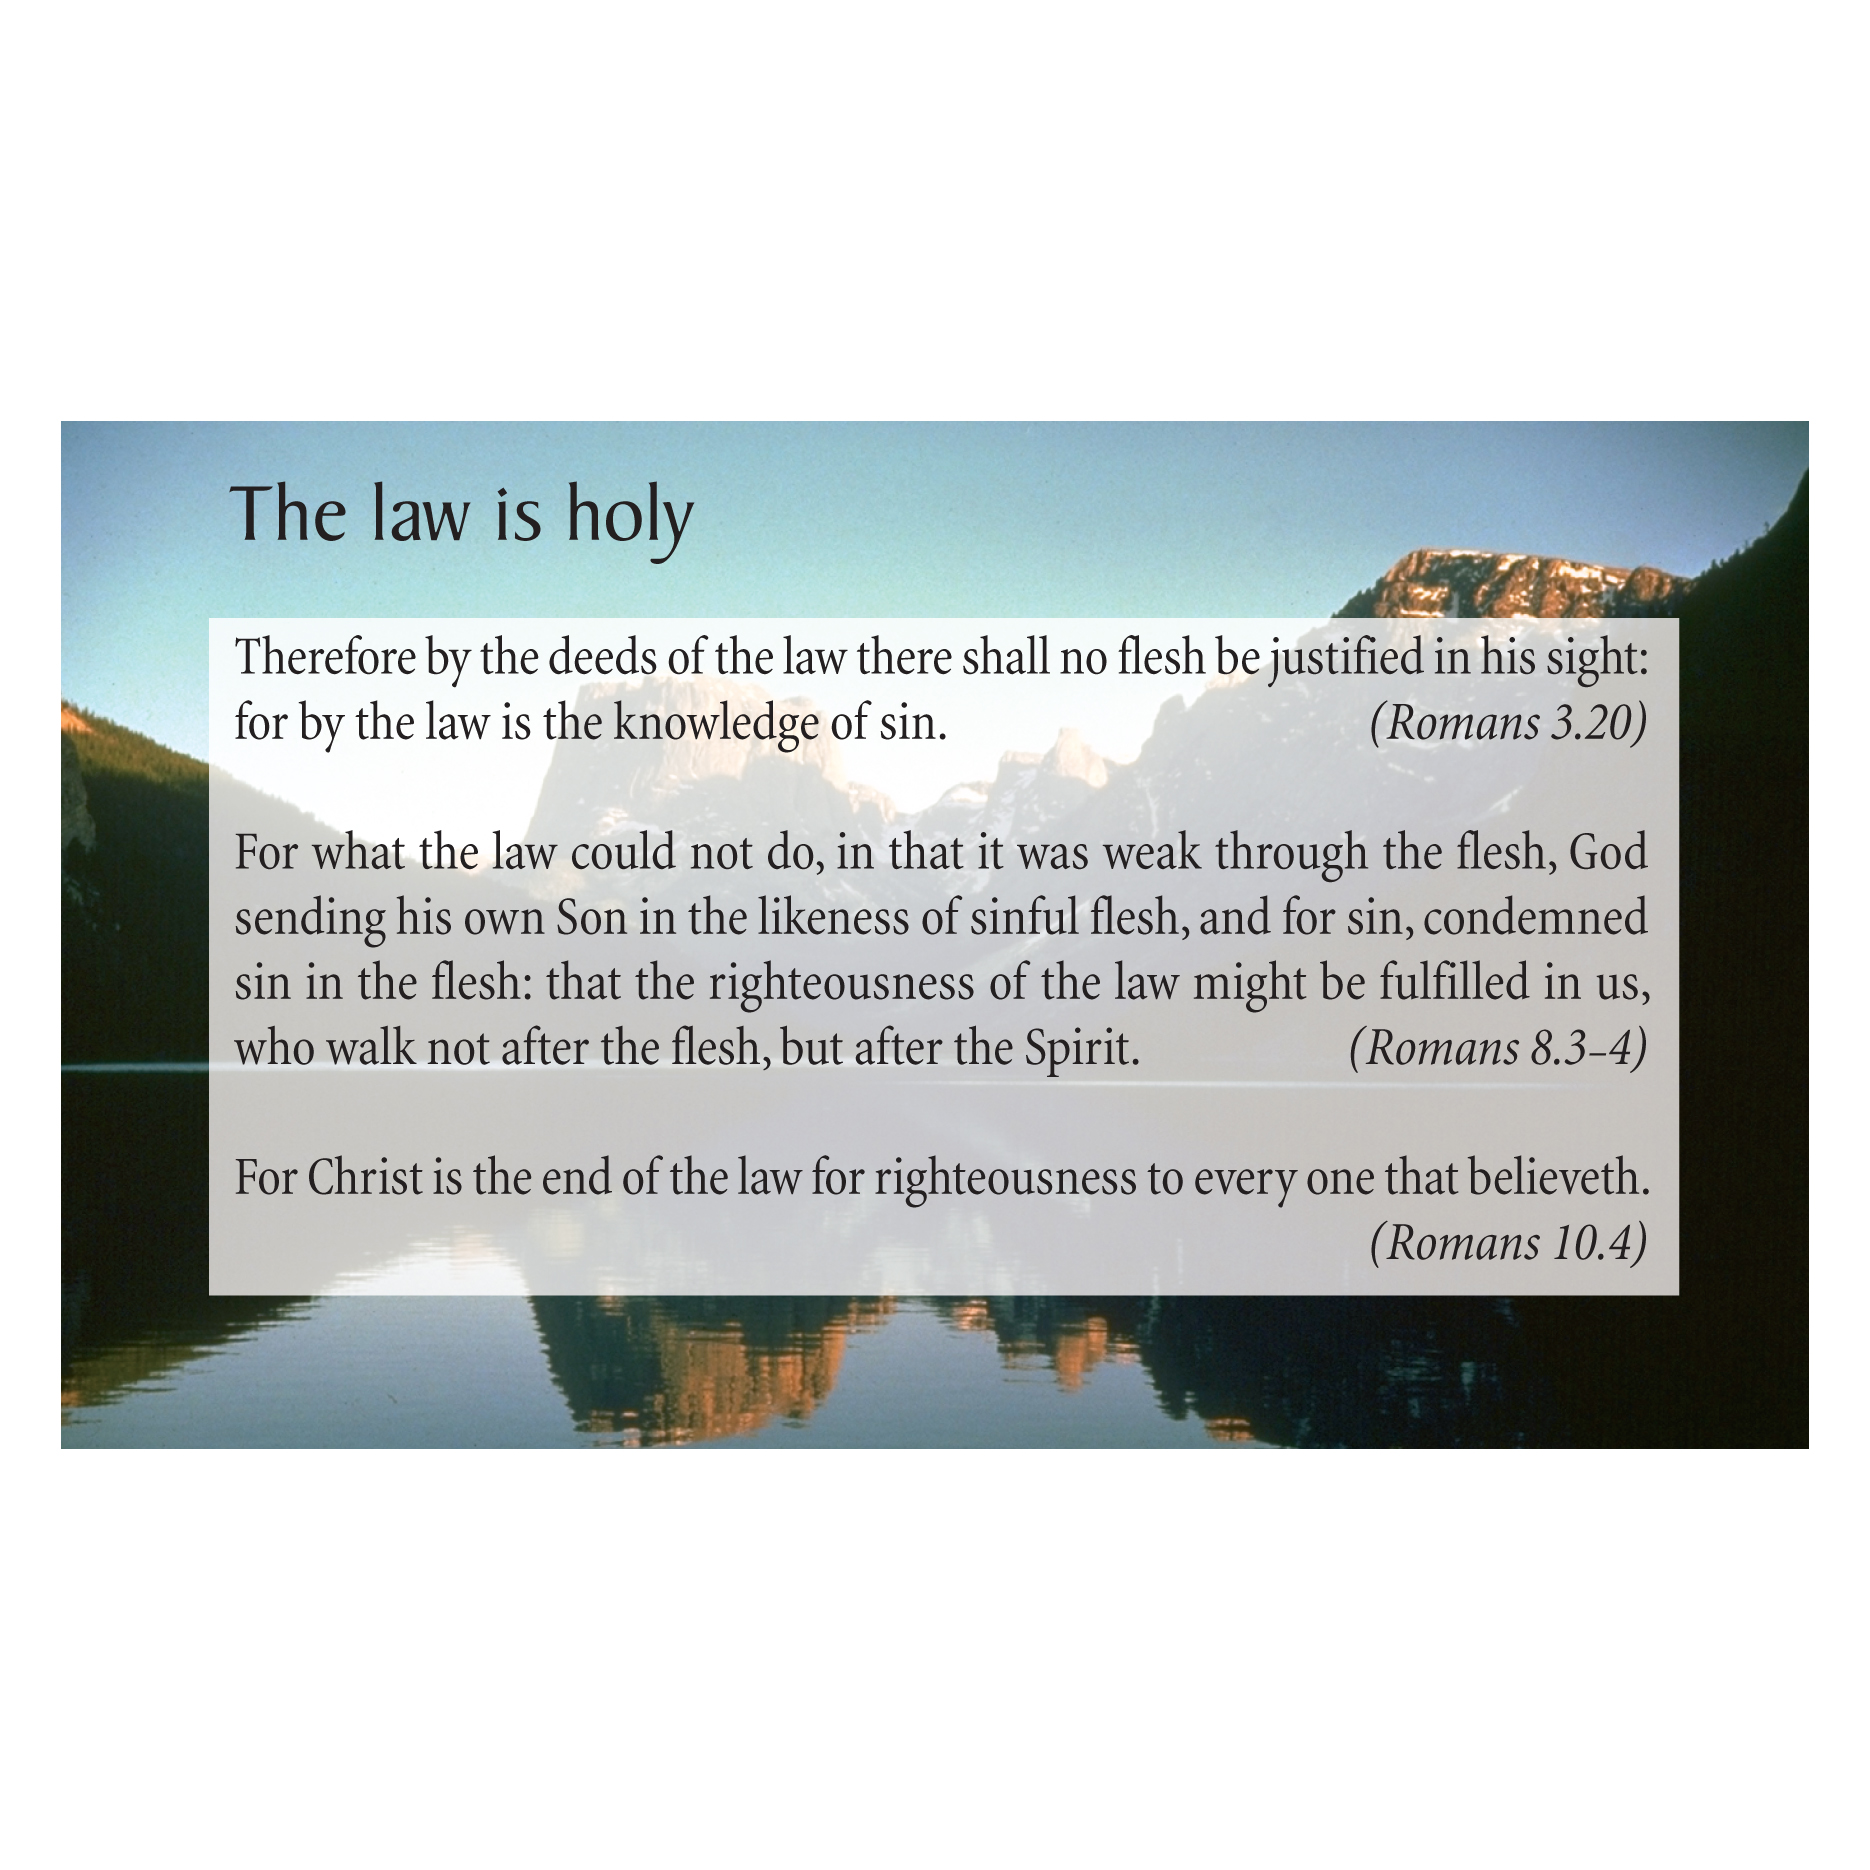 The law is holy
Therefore by the deeds of the law there shall no flesh be justified in his sight:
for by the law is the knowledge of sin. (Romans 3.20)
For what the law could not do, in that it was weak through the flesh, God
sending his own Son in the likeness of sinful flesh, and for sin, condemned
sin in the flesh: that the righteousness of the law might be fulfilled in us,
who walk not after the flesh, but after the Spirit. (Romans 8.3–4)
For Christ is the end of the law for righteousness to every one that believeth.
(Romans 10.4)